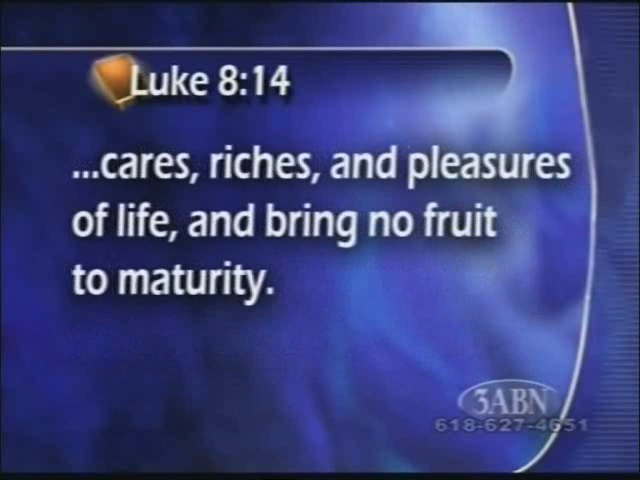 Luke 8:14
...cares, riches, and pleasures
of life, and bring no fruit
to maturity.
3ABN
618-627-4651